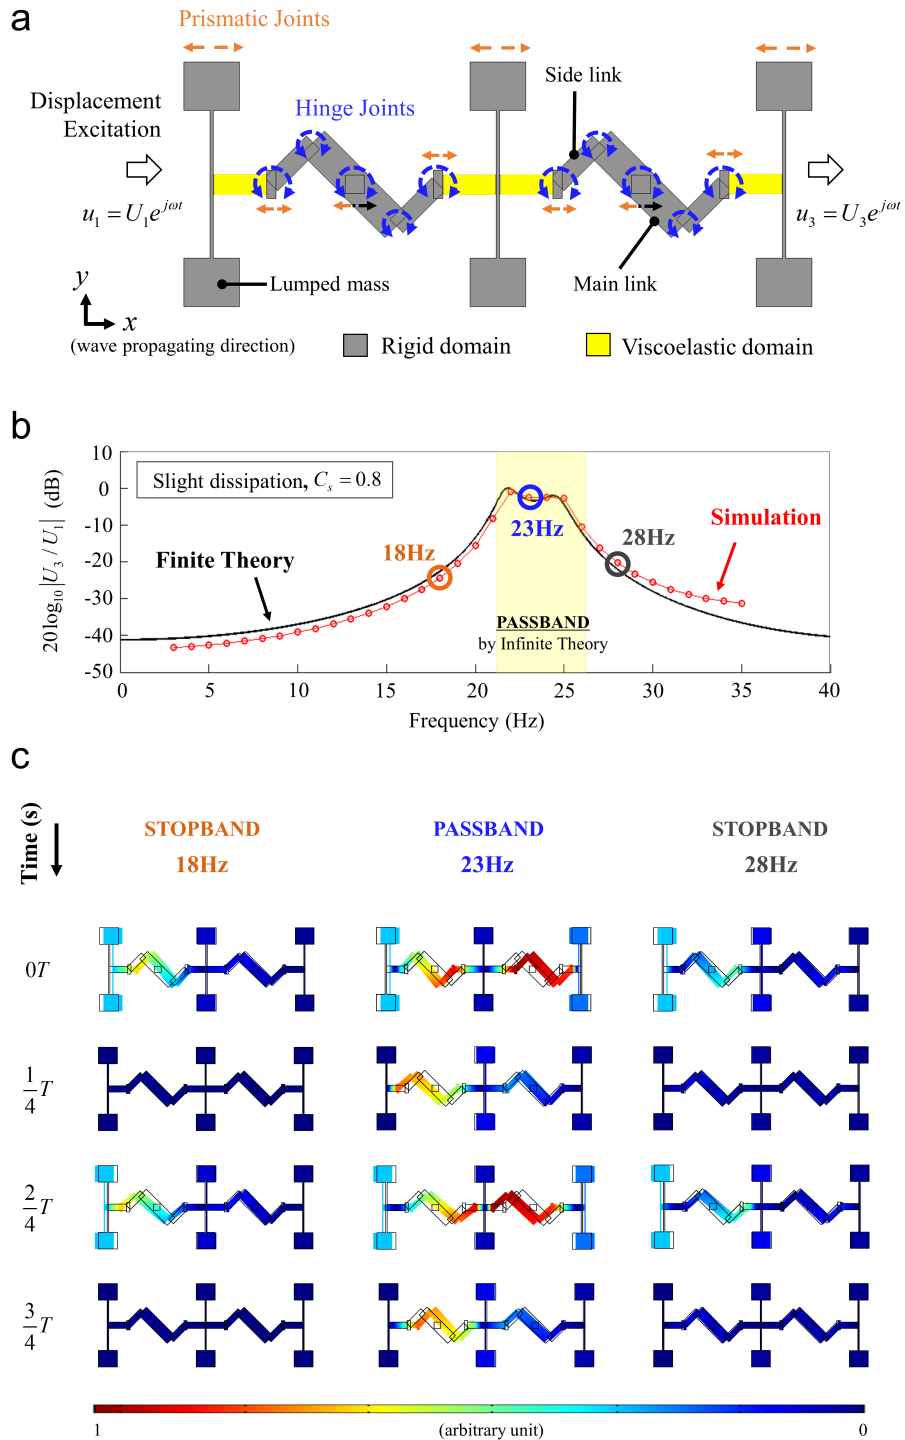 a
Prismatic Joints
Side link
Displacement
Excitation
Hinge Joints
u₁ = U₁e^{jωt}
u₃ = U₃e^{jωt}
Lumped mass
Main link
y
x
(wave propagating direction)
Rigid domain
Viscoelastic domain
b
20log₁₀|U₃ / U₁| (dB)
10
0
-10
-20
-30
-40
-50
Slight dissipation, Cₛ = 0.8
23Hz
Simulation
18Hz
28Hz
Finite Theory
PASSBAND
by Infinite Theory
0 5 10 15 20 25 30 35 40
Frequency (Hz)
c
Time (s)
STOPBAND PASSBAND STOPBAND
18Hz 23Hz 28Hz
0T
1/4 T
2/4 T
3/4 T
1 (arbitrary unit) 0